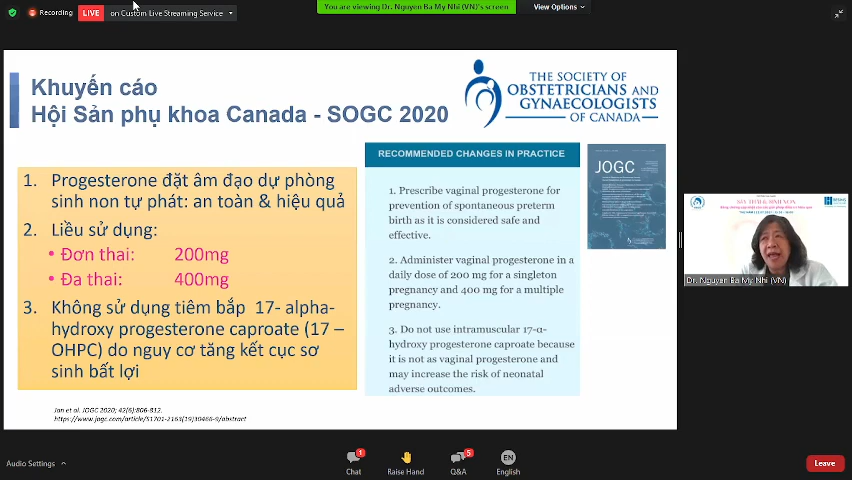 Recording
LIVE
on Custom Live Streaming Service
You are viewing Dr. Nguyen Ba My Nhi (VN)'s screen
View Options
Khuyến cáo
Hội Sản phụ khoa Canada - SOGC 2020
THE SOCIETY OF
OBSTETRICIANS AND
GYNAECOLOGISTS
OF CANADA
1. Progesterone đặt âm đạo dự phòng
sinh non tự phát: an toàn & hiệu quả
2. Liều sử dụng:
• Đơn thai: 200mg
• Đa thai: 400mg
3. Không sử dụng tiêm bắp 17- alpha-
hydroxy progesterone caproate (17 –
OHPC) do nguy cơ tăng kết cục sơ
sinh bất lợi
RECOMMENDED CHANGES IN PRACTICE
1. Prescribe vaginal progesterone for
prevention of spontaneous preterm
birth as it is considered safe and
effective.
2. Administer vaginal progesterone in a
daily dose of 200 mg for a singleton
pregnancy and 400 mg for a multiple
pregnancy.
3. Do not use intramuscular 17-α-
hydroxy progesterone caproate because
it is not as vaginal progesterone and
may increase the risk of neonatal
adverse outcomes.
JOGC
Dr. Nguyen Ba My Nhi (VN)
Jan et al. JOGC 2020; 42(6):806-812.
https://www.jogc.com/article/S1701-2163(19)30466-9/abstract
Audio Settings
1
Chat
Raise Hand
5
Q&A
EN
English
Leave